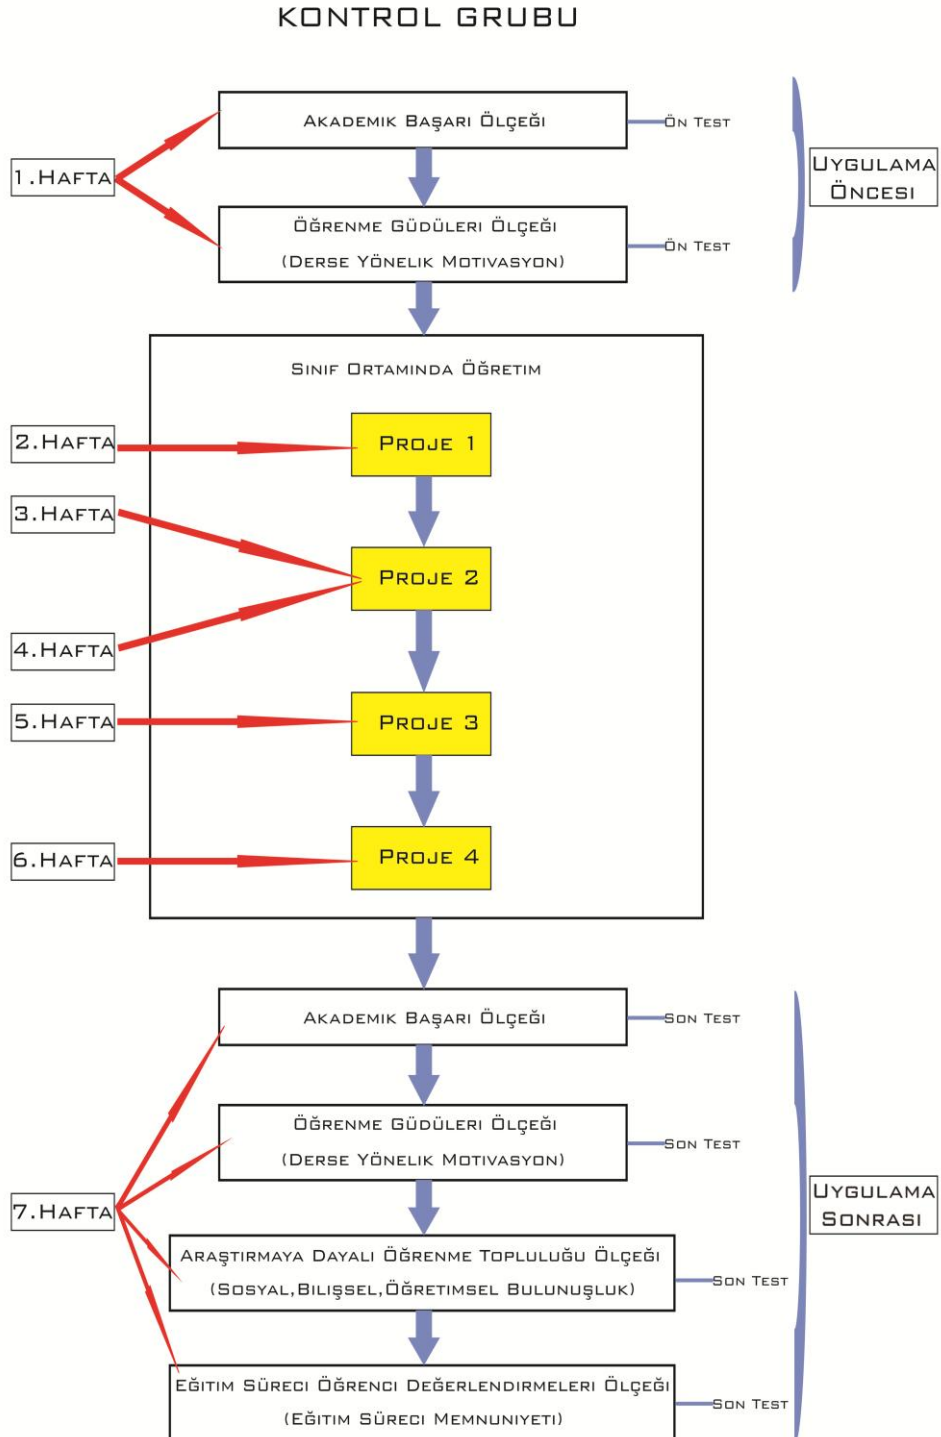 KONTROL GRUBU
AKADEMIK BAŞARI ÖLÇEĞI
ÖN TEST
1.HAFTA
UYGULAMA
ÖNCESI
ÖĞRENME GÜDÜLERI ÖLÇEĞI
(DERSE YÖNELIK MOTIVASYON)
ÖN TEST
SINIF ORTAMINDA ÖĞRETIM
2.HAFTA
PROJE 1
3.HAFTA
PROJE 2
4.HAFTA
5.HAFTA
PROJE 3
6.HAFTA
PROJE 4
AKADEMIK BAŞARI ÖLÇEĞI
SON TEST
ÖĞRENME GÜDÜLERI ÖLÇEĞI
(DERSE YÖNELIK MOTIVASYON)
SON TEST
7.HAFTA
UYGULAMA
SONRASI
ARAŞTIRMAYA DAYALI ÖĞRENME TOPLULUĞU ÖLÇEĞI
(SOSYAL,BILIŞSEL,ÖĞRETIMSEL BULUNUŞLUK)
SON TEST
EĞITIM SÜRECI ÖĞRENCI DEĞERLENDIRMELERI ÖLÇEĞI
(EĞITIM SÜRECI MEMNUNIYETI)
SON TEST